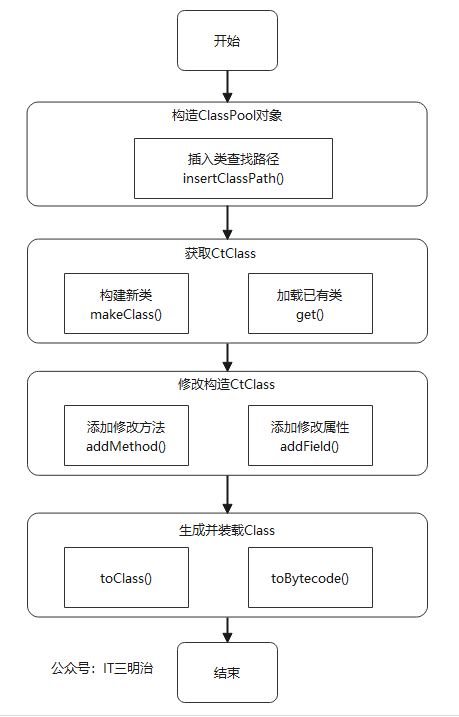 开始
构造ClassPool对象
插入类查找路径
insertClassPath()
获取CtClass
构建新类
makeClass()
加载已有类
get()
修改构造CtClass
添加修改方法
addMethod()
添加修改属性
addField()
生成并装载Class
toClass()
toBytecode()
公众号：IT三明治
结束